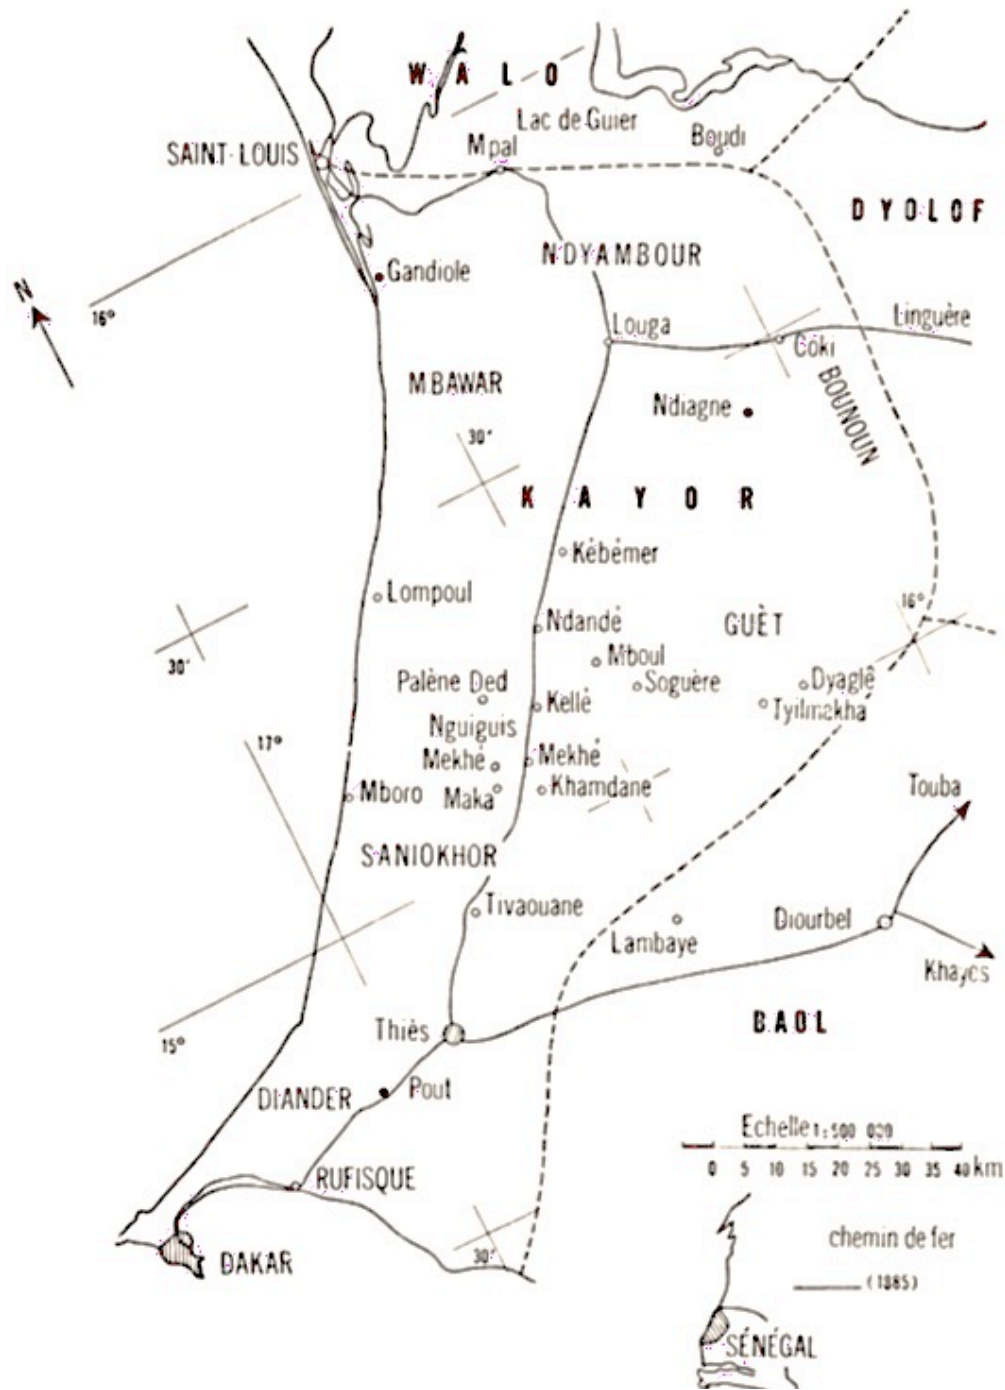 WALO
Lac de Guier
Boudi
Mpal
SAINT-LOUIS
DYOLOF
NDYAMBOUR
Gandiole
N
16°
Linguère
Louga
Coki
MBAWAR
BOUNOUN
Ndiagne
30'
KAYOR
Kébémer
Lompoul
16°
Ndandé
GUÈT
30'
Mboul
Palène Ded
Soguère
Dyaglê
Kellé
Tyilmakha
Nguiguis
17°
Mekhé
Mekhé
Mboro
Maka
Khamdane
Touba
SANIOKHOR
Tivaouane
Diourbel
Lambaye
Khayes
Thiès
BAOL
15°
DIANDER
Pout
Echelle 1:500 000
0 5 10 15 20 25 30 35 40 km
RUFISQUE
chemin de fer
30'
DAKAR
(1885)
SÉNÉGAL